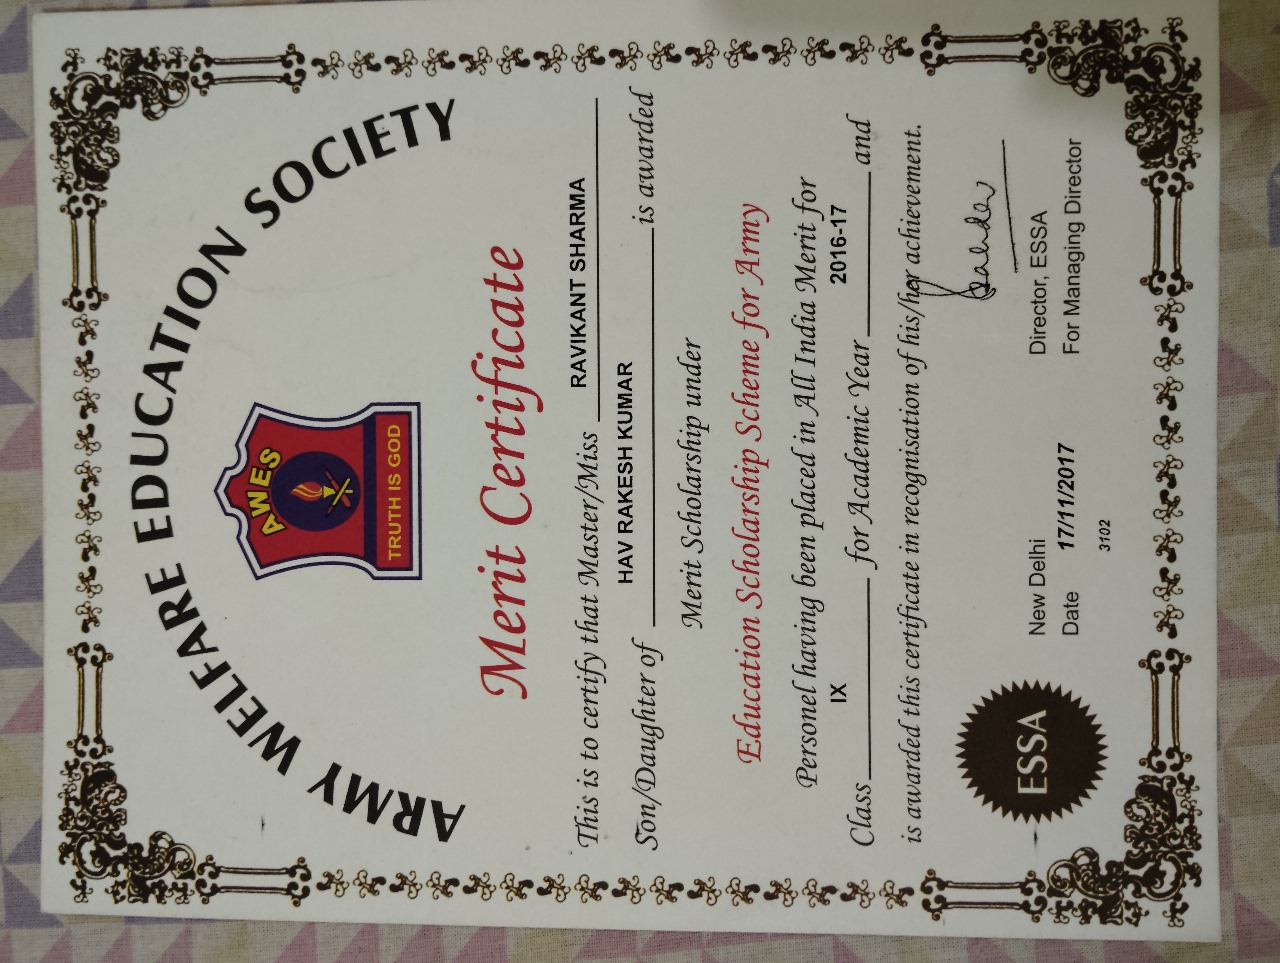 ARMY WELFARE EDUCATION SOCIETY
AWES
TRUTH IS GOD
Merit Certificate
This is to certify that Master/Miss RAVIKANT SHARMA
Son/Daughter of HAV RAKESH KUMAR is awarded
Merit Scholarship under
Education Scholarship Scheme for Army
Personel having been placed in All India Merit for
Class IX for Academic Year 2016-17 and
is awarded this certificate in recognisation of his/her achievement.
ESSA
New Delhi
Date 17/11/2017
3102
Director, ESSA
For Managing Director